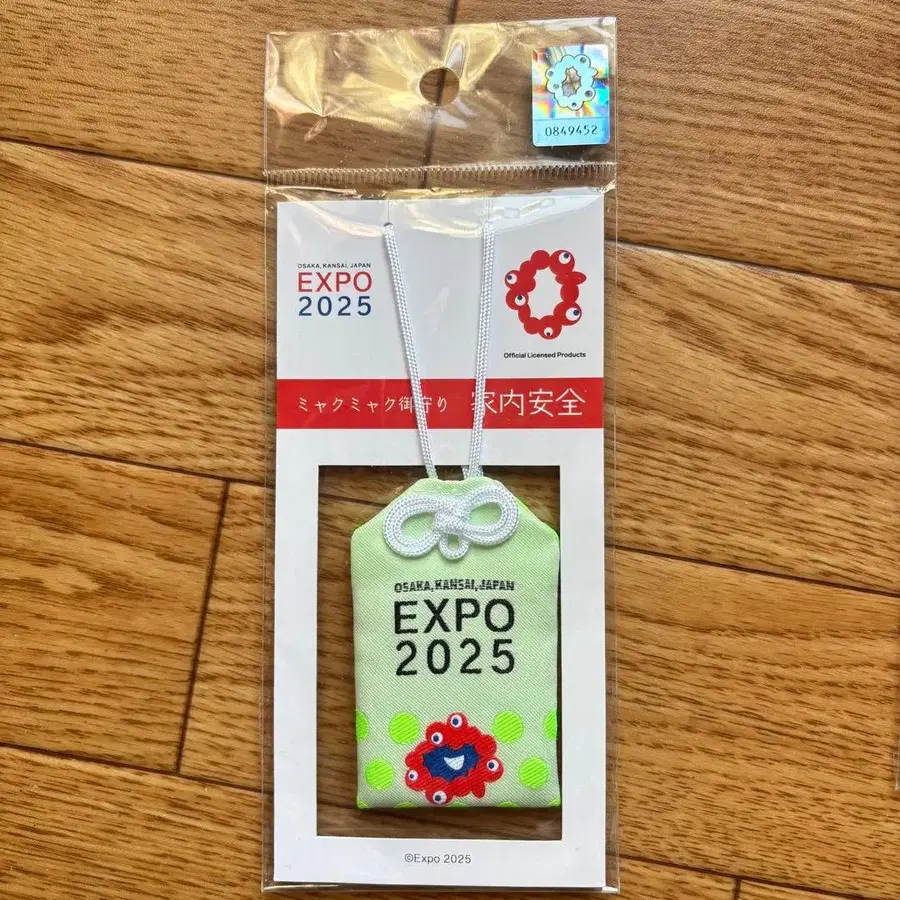 0849452
OSAKA, KANSAI, JAPAN
EXPO
2025
Official Licensed Products
ミャクミャク御守り 家内安全
OSAKA, KANSAI, JAPAN
EXPO
2025
©Expo 2025